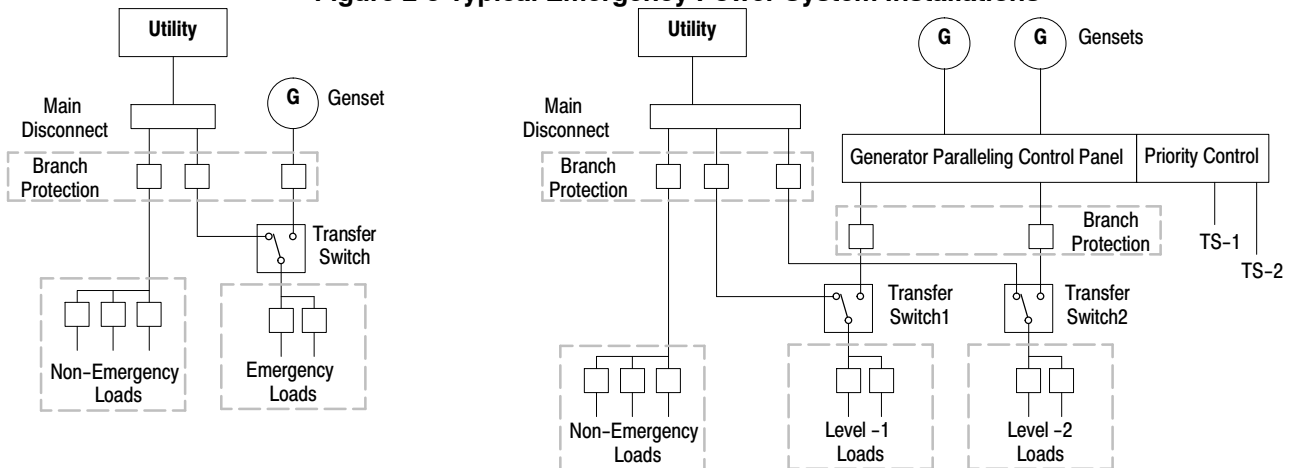 Figure 2-3 Typical Emergency Power System Installations
Utility
G
Genset
Main
Disconnect
Branch
Protection
Transfer
Switch
Non-Emergency
Loads
Emergency
Loads
Utility
G
G
Gensets
Main
Disconnect
Branch
Protection
Generator Paralleling Control Panel
Priority Control
Branch
Protection
TS-1
TS-2
Transfer
Switch1
Transfer
Switch2
Non-Emergency
Loads
Level -1
Loads
Level -2
Loads